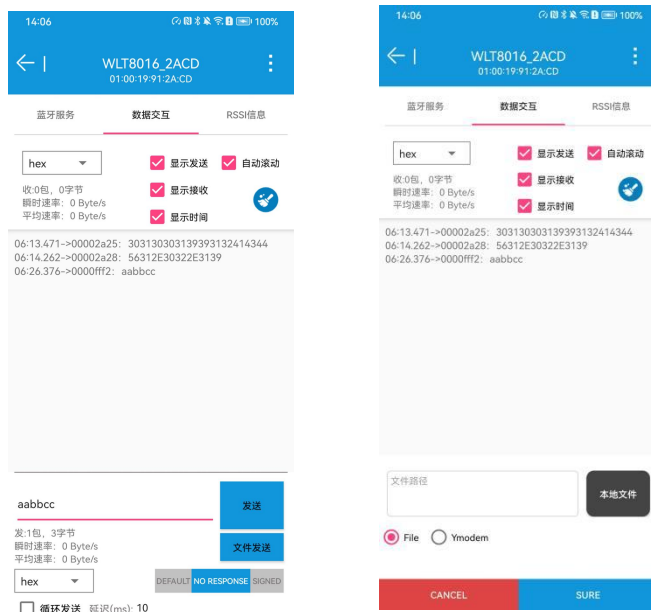 14:06
100%
WLT8016_2ACD
01:00:19:91:2A:CD
蓝牙服务
数据交互
RSSI信息
hex
显示发送
自动滚动
收:0包, 0字节
瞬时速率: 0 Byte/s
平均速率: 0 Byte/s
显示接收
显示时间
06:13.471->00002a25: 303130303139393132414344
06:14.262->00002a28: 56312E30322E3139
06:26.376->0000fff2: aabbcc
aabbcc
发送
发:1包, 3字节
瞬时速率: 0 Byte/s
平均速率: 0 Byte/s
文件发送
hex
DEFAULT NO RESPONSE SIGNED
循环发送 延迟(ms): 10
14:06
100%
WLT8016_2ACD
01:00:19:91:2A:CD
蓝牙服务
数据交互
RSSI信息
hex
显示发送
自动滚动
收:0包, 0字节
瞬时速率: 0 Byte/s
平均速率: 0 Byte/s
显示接收
显示时间
06:13.471->00002a25: 303130303139393132414344
06:14.262->00002a28: 56312E30322E3139
06:26.376->0000fff2: aabbcc
文件路径
本地文件
File
Ymodem
CANCEL
SURE